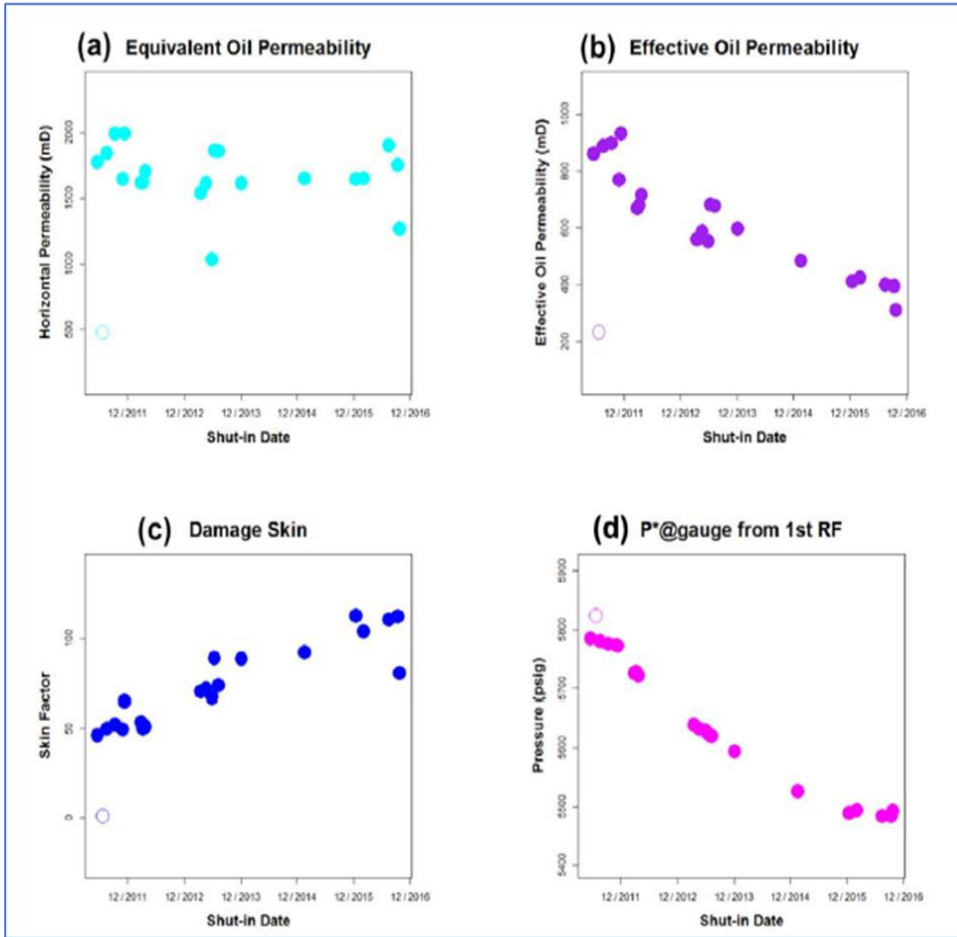 (a) Equivalent Oil Permeability
Horizontal Permeability (mD)
2000
1500
1000
500
12 / 2011 12 / 2012 12 / 2013 12 / 2014 12 / 2015 12 / 2016
Shut-in Date
(b) Effective Oil Permeability
Effective Oil Permeability (mD)
1000
800
600
400
200
12 / 2011 12 / 2012 12 / 2013 12 / 2014 12 / 2015 12 / 2016
Shut-in Date
(c) Damage Skin
Skin Factor
100
50
0
12 / 2011 12 / 2012 12 / 2013 12 / 2014 12 / 2015 12 / 2016
Shut-in Date
(d) P*@gauge from 1st RF
Pressure (psig)
5900
5800
5700
5600
5500
5400
12 / 2011 12 / 2012 12 / 2013 12 / 2014 12 / 2015 12 / 2016
Shut-in Date